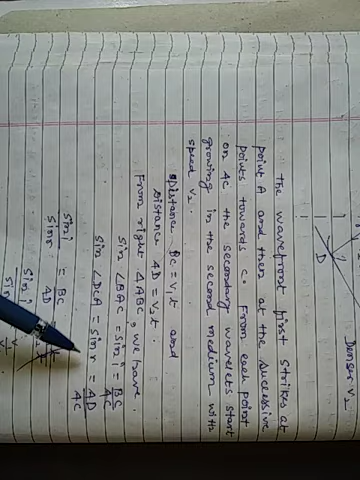 Denser v₂
D
the wavefront first strikes at
point A and then at the successive
points towards C. From each point
on AC the secondary wavelets start
growing in the second medium with
speed v₂.
Distance BC = v₁t and
Distance AD = v₂t.
From right ΔABC, we have.
sin ∠BAC = sin i = BC/AC
sin ∠DCA = sin r = AD/AC
sin i / sin r = BC / AD
sin i